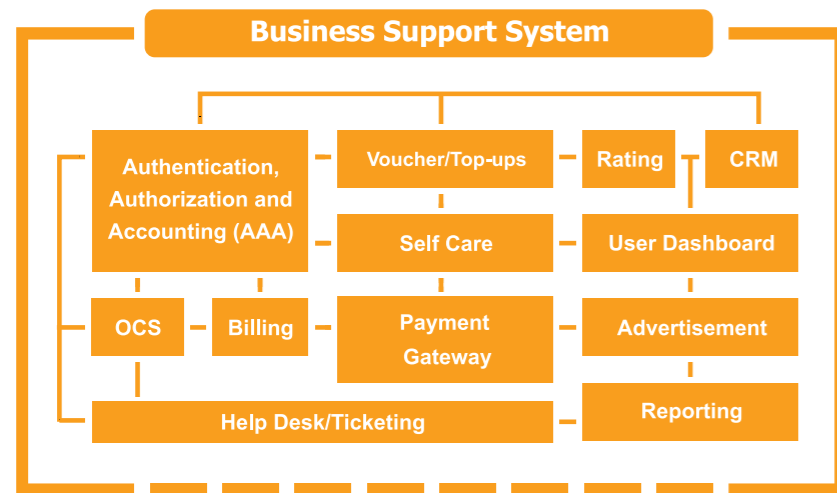 Business Support System
Authentication,
Authorization and
Accounting (AAA)
Voucher/Top-ups
Rating
CRM
Self Care
User Dashboard
OCS
Billing
Payment
Gateway
Advertisement
Help Desk/Ticketing
Reporting